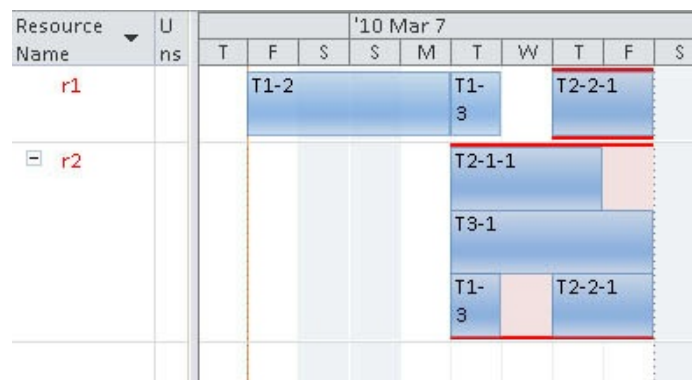 Resource Name
U ns
'10 Mar 7
T F S S M T W T F S
r1
T1-2
T1-
3
T2-2-1
r2
T2-1-1
T3-1
T1-
3
T2-2-1